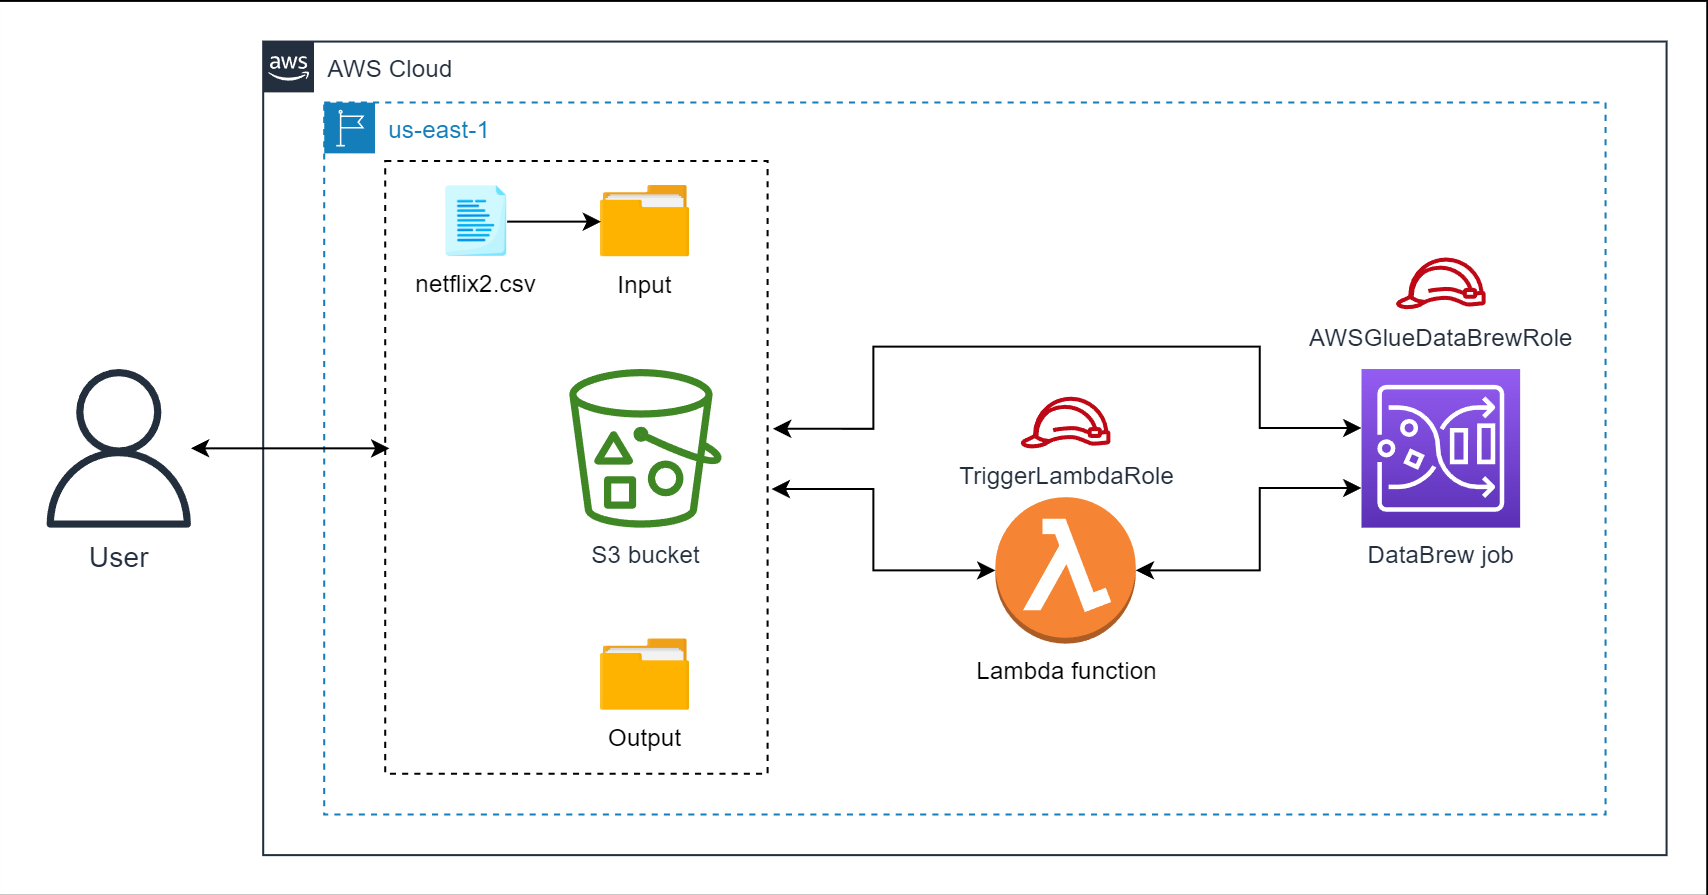 aws
AWS Cloud
us-east-1
netflix2.csv
Input
AWSGlueDataBrewRole
TriggerLambdaRole
S3 bucket
DataBrew job
User
Lambda function
Output